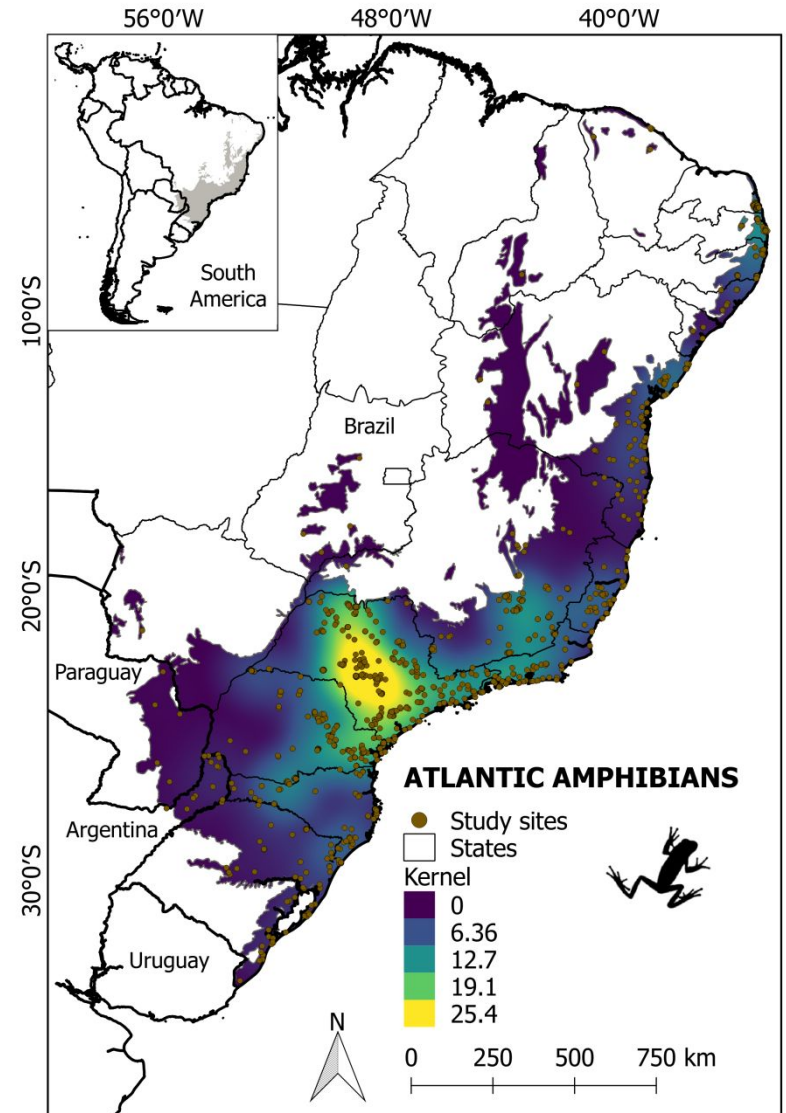 56°0'W 48°0'W 40°0'W
South
America
10°0'S
Brazil
20°0'S
Paraguay
ATLANTIC AMPHIBIANS
Study sites
Argentina
States
Kernel
30°0'S
0
6.36
12.7
Uruguay
19.1
25.4
N
0 250 500 750 km